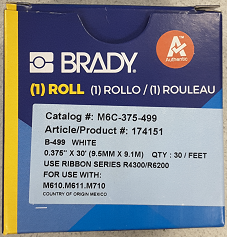 BRADY.
Authentic
(1) ROLL (1) ROLLO / (1) ROULEAU
Catalog #: M6C-375-499
Article/Product #: 174151
B-499 WHITE
0.375" X 30' (9.5MM X 9.1M) QTY : 30 / FEET
USE RIBBON SERIES R4300/R6200
FOR USE WITH:
M610.M611.M710
COUNTRY OF ORIGIN MEXICO